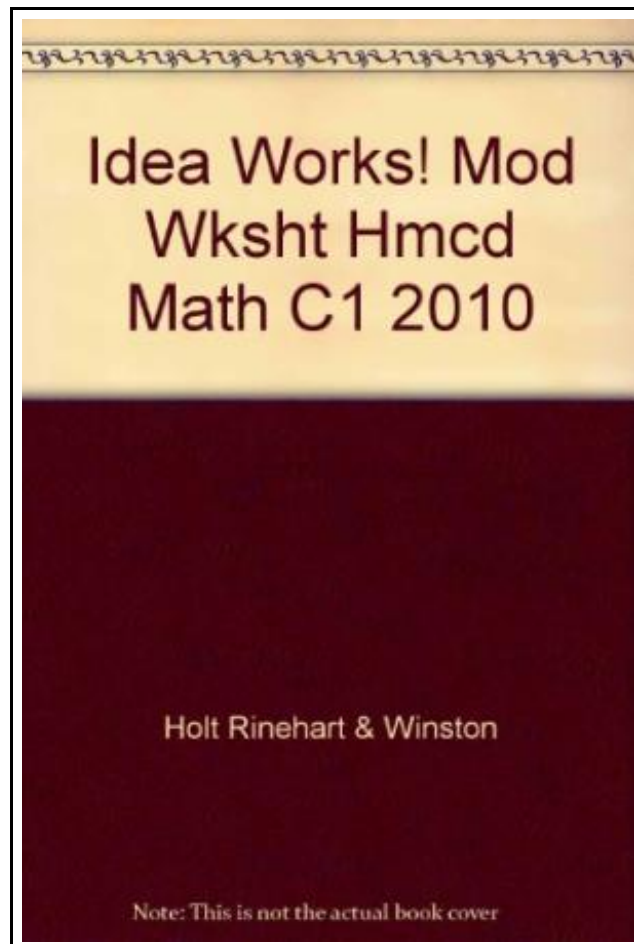 Idea Works! Mod
Wksht Hmcd
Math C1 2010
Holt Rinehart & Winston
Note: This is not the actual book cover